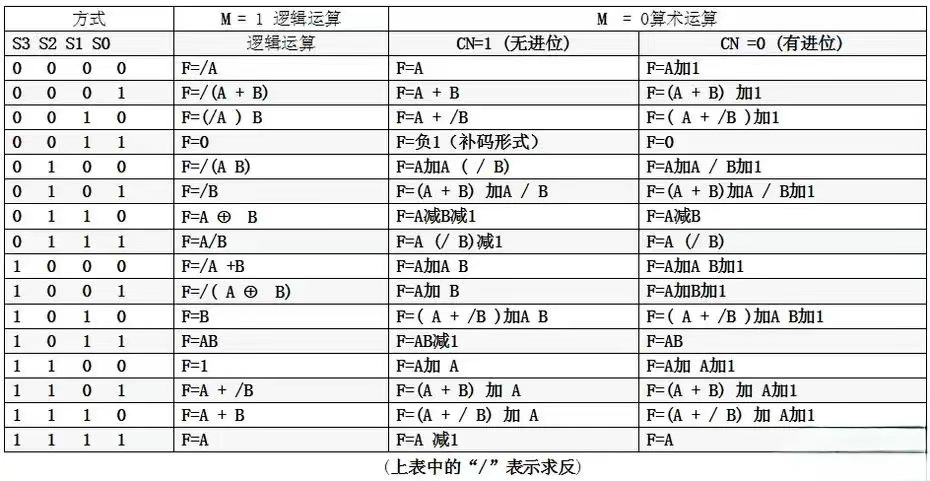 方式 M = 1 逻辑运算 M = 0算术运算
S3 S2 S1 S0 逻辑运算 CN=1 (无进位) CN =0 (有进位)
0 0 0 0 F=/A F=A F=A加1
0 0 0 1 F=/(A + B) F=A + B F=(A + B) 加1
0 0 1 0 F=(/A ) B F=A + /B F=( A + /B )加1
0 0 1 1 F=0 F=负1（补码形式） F=0
0 1 0 0 F=/(A B) F=A加A ( / B) F=A加A / B加1
0 1 0 1 F=/B F=(A + B) 加A / B F=(A + B)加A / B加1
0 1 1 0 F=A ⊕ B F=A减B减1 F=A减B
0 1 1 1 F=A/B F=A (/ B)减1 F=A (/ B)
1 0 0 0 F=/A +B F=A加A B F=A加A B加1
1 0 0 1 F=/( A ⊕ B) F=A加 B F=A加B加1
1 0 1 0 F=B F=( A + /B )加A B F=( A + /B )加A B加1
1 0 1 1 F=AB F=AB减1 F=AB
1 1 0 0 F=1 F=A加 A F=A加 A加1
1 1 0 1 F=A + /B F=(A + B) 加 A F=(A + B) 加 A加1
1 1 1 0 F=A + B F=(A + / B) 加 A F=(A + / B) 加 A加1
1 1 1 1 F=A F=A 减1 F=A
(上表中的“/”表示求反)